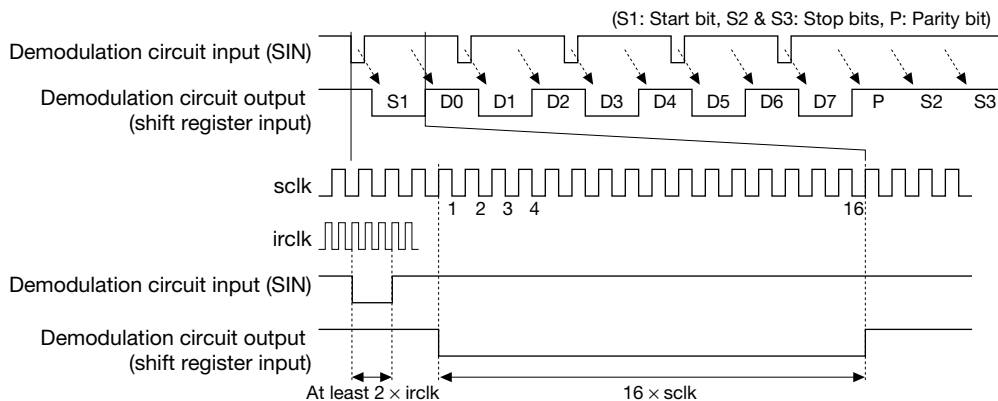 (S1: Start bit, S2 & S3: Stop bits, P: Parity bit)
Demodulation circuit input (SIN)
Demodulation circuit output
(shift register input)
S1 D0 D1 D2 D3 D4 D5 D6 D7 P S2 S3
sclk
1 2 3 4 16
irclk
Demodulation circuit input (SIN)
Demodulation circuit output
(shift register input)
At least 2 × irclk 16 × sclk